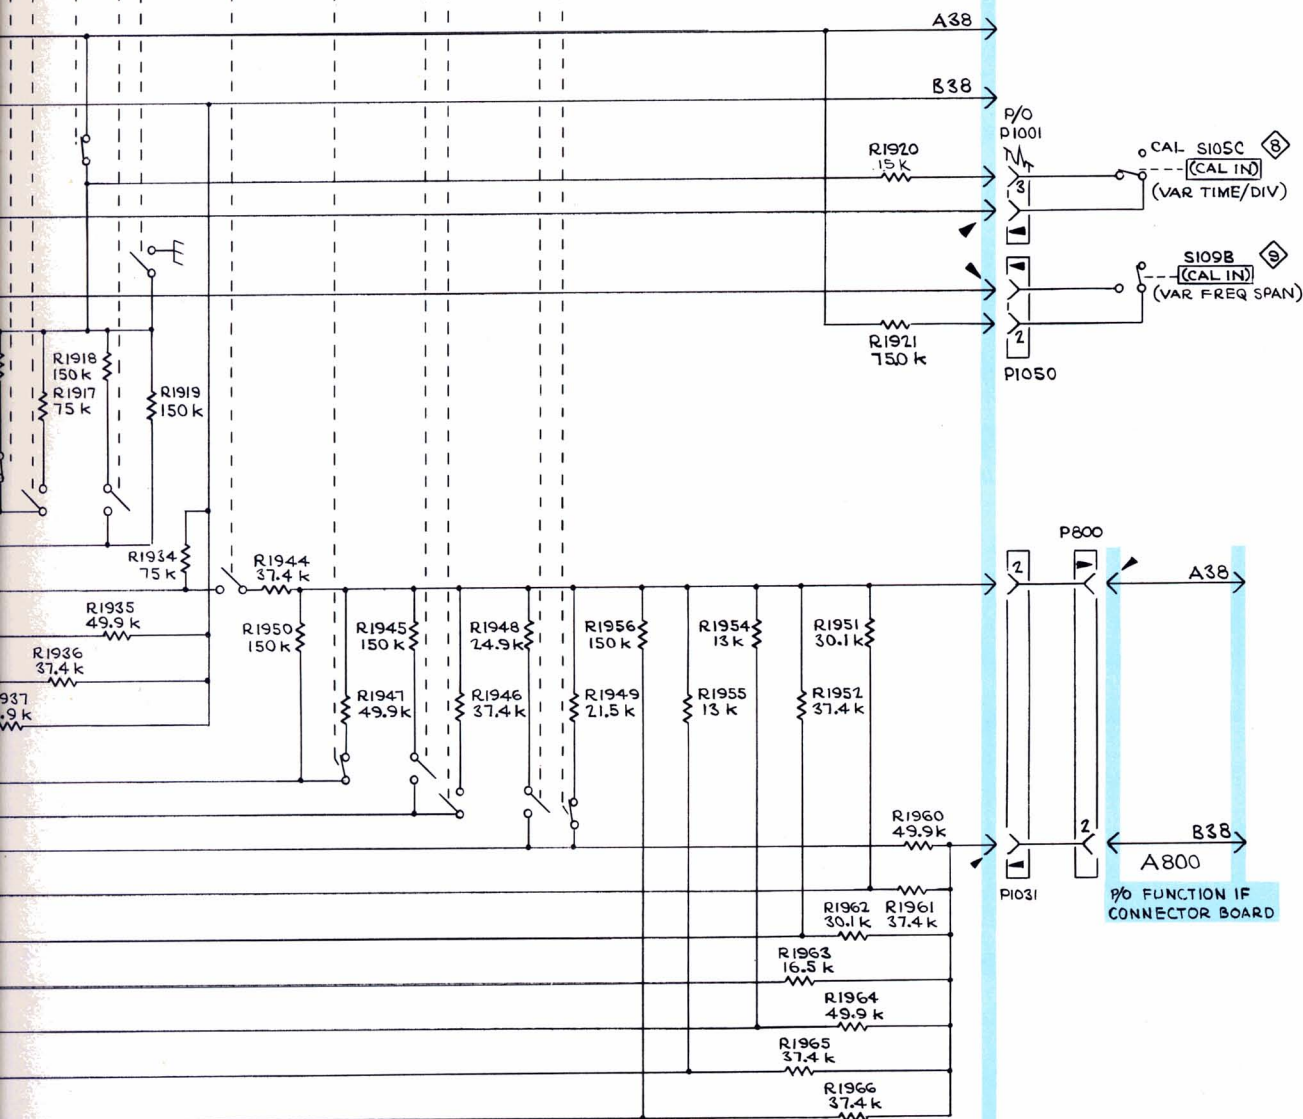 A38
B38
P/O
P1001
R1920
15 k
3
CAL S105C 8
(CAL IN)
(VAR TIME/DIV)
S109B 9
(CAL IN)
(VAR FREQ SPAN)
R1921
750 k
2
P1050
R1918
150 k
R1917
75 k
R1919
150 k
R1934
75 k
R1944
37.4 k
P800
2
A38
R1935
49.9 k
R1936
37.4 k
937
.9 k
R1950
150 k
R1945
150 k
R1948
24.9 k
R1956
150 k
R1954
13 k
R1951
30.1 k
R1947
49.9 k
R1946
37.4 k
R1949
21.5 k
R1955
13 k
R1952
37.4 k
R1960
49.9 k
2
B38
A800
P1031
P/O FUNCTION IF
CONNECTOR BOARD
R1962
30.1 k
R1961
37.4 k
R1963
16.5 k
R1964
49.9 k
R1965
37.4 k
R1966
37.4 k